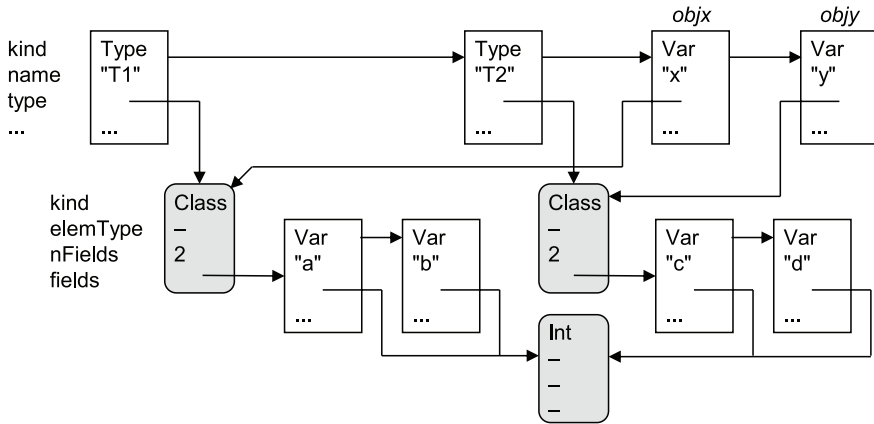 objx objy
kind Type Type Var Var
name "T1" "T2" "x" "y"
type
... ... ... ... ...
kind Class Class
elemType – Var Var – Var Var
nFields 2 "a" "b" 2 "c" "d"
fields
... ... ... ...
Int
–
–
–